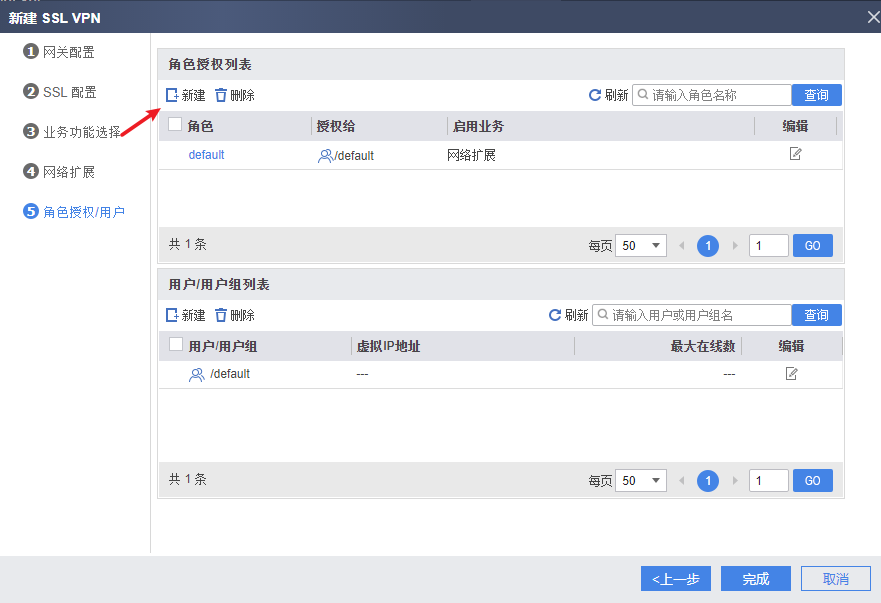 新建 SSL VPN
1 网关配置
2 SSL 配置
3 业务功能选择
4 网络扩展
5 角色授权/用户
角色授权列表
新建 删除 刷新 请输入角色名称 查询
角色 授权给 启用业务 编辑
default /default 网络扩展
共 1 条 每页 50 1 1 GO
用户/用户组列表
新建 删除 刷新 请输入用户或用户组名 查询
用户/用户组 虚拟IP地址 最大在线数 编辑
/default --- ---
共 1 条 每页 50 1 1 GO
<上一步 完成 取消